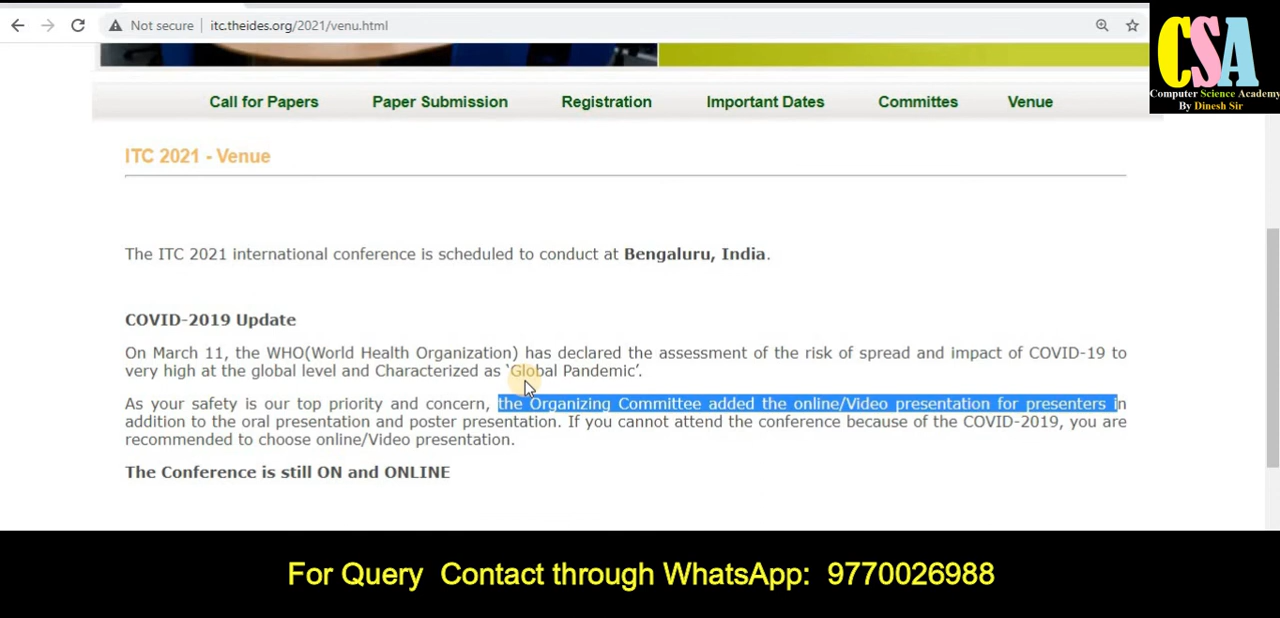 Not secure | itc.theides.org/2021/venu.html
CSA
Computer Science Academy
By Dinesh Sir
Call for Papers Paper Submission Registration Important Dates Committes Venue
ITC 2021 - Venue
The ITC 2021 international conference is scheduled to conduct at Bengaluru, India.
COVID-2019 Update
On March 11, the WHO(World Health Organization) has declared the assessment of the risk of spread and impact of COVID-19 to
very high at the global level and Characterized as `Global Pandemic’.
As your safety is our top priority and concern, the Organizing Committee added the online/Video presentation for presenters in
addition to the oral presentation and poster presentation. If you cannot attend the conference because of the COVID-2019, you are
recommended to choose online/Video presentation.
The Conference is still ON and ONLINE
For Query Contact through WhatsApp: 9770026988